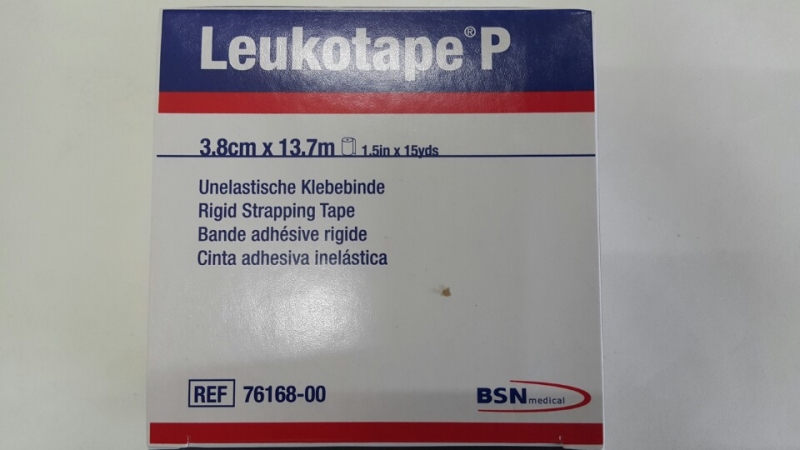 Leukotape® P
3.8cm x 13.7m 1.5in x 15yds
Unelastische Klebebinde
Rigid Strapping Tape
Bande adhésive rigide
Cinta adhesiva inelástica
REF 76168-00
BSN medical